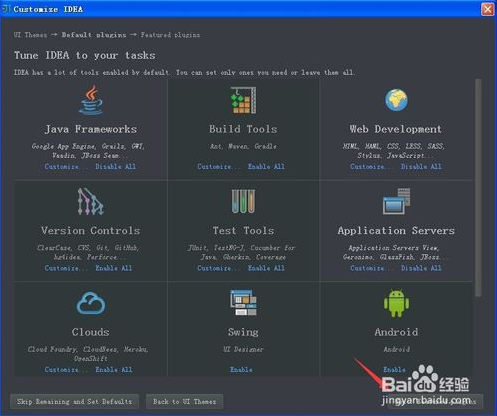 Customize IDEA
UI Themes → Default plugins → Featured plugins
Tune IDEA to your tasks
IDEA has a lot of tools enabled by default. You can set only ones you need or leave them all.
Java Frameworks
Google App Engine, Grails, GWT,
Vaadin, JBoss Seam...
Customize... Disable All
Build Tools
Ant, Maven, Gradle
Customize... Enable All
Web Development
HTML, HAML, CSS, LESS, SASS,
Stylus, JavaScript...
Customize... Disable All
Version Controls
ClearCase, CVS, Git, GitHub,
hg4idea, Perforce...
Customize... Enable All
Test Tools
JUnit, TestNG-J, Cucumber for
Java, Gherkin, Coverage
Customize... Enable All
Application Servers
Application Servers View,
Geronimo, GlassFish, JBoss...
Customize... Disable All
Clouds
Cloud Foundry, CloudBees, Heroku,
OpenShift
Customize... Enable All
Swing
UI Designer
Enable
Android
Android
Enable
Skip Remaining and Set Defaults
Back to UI Themes
Baidu经验
jingyan.baidu.com